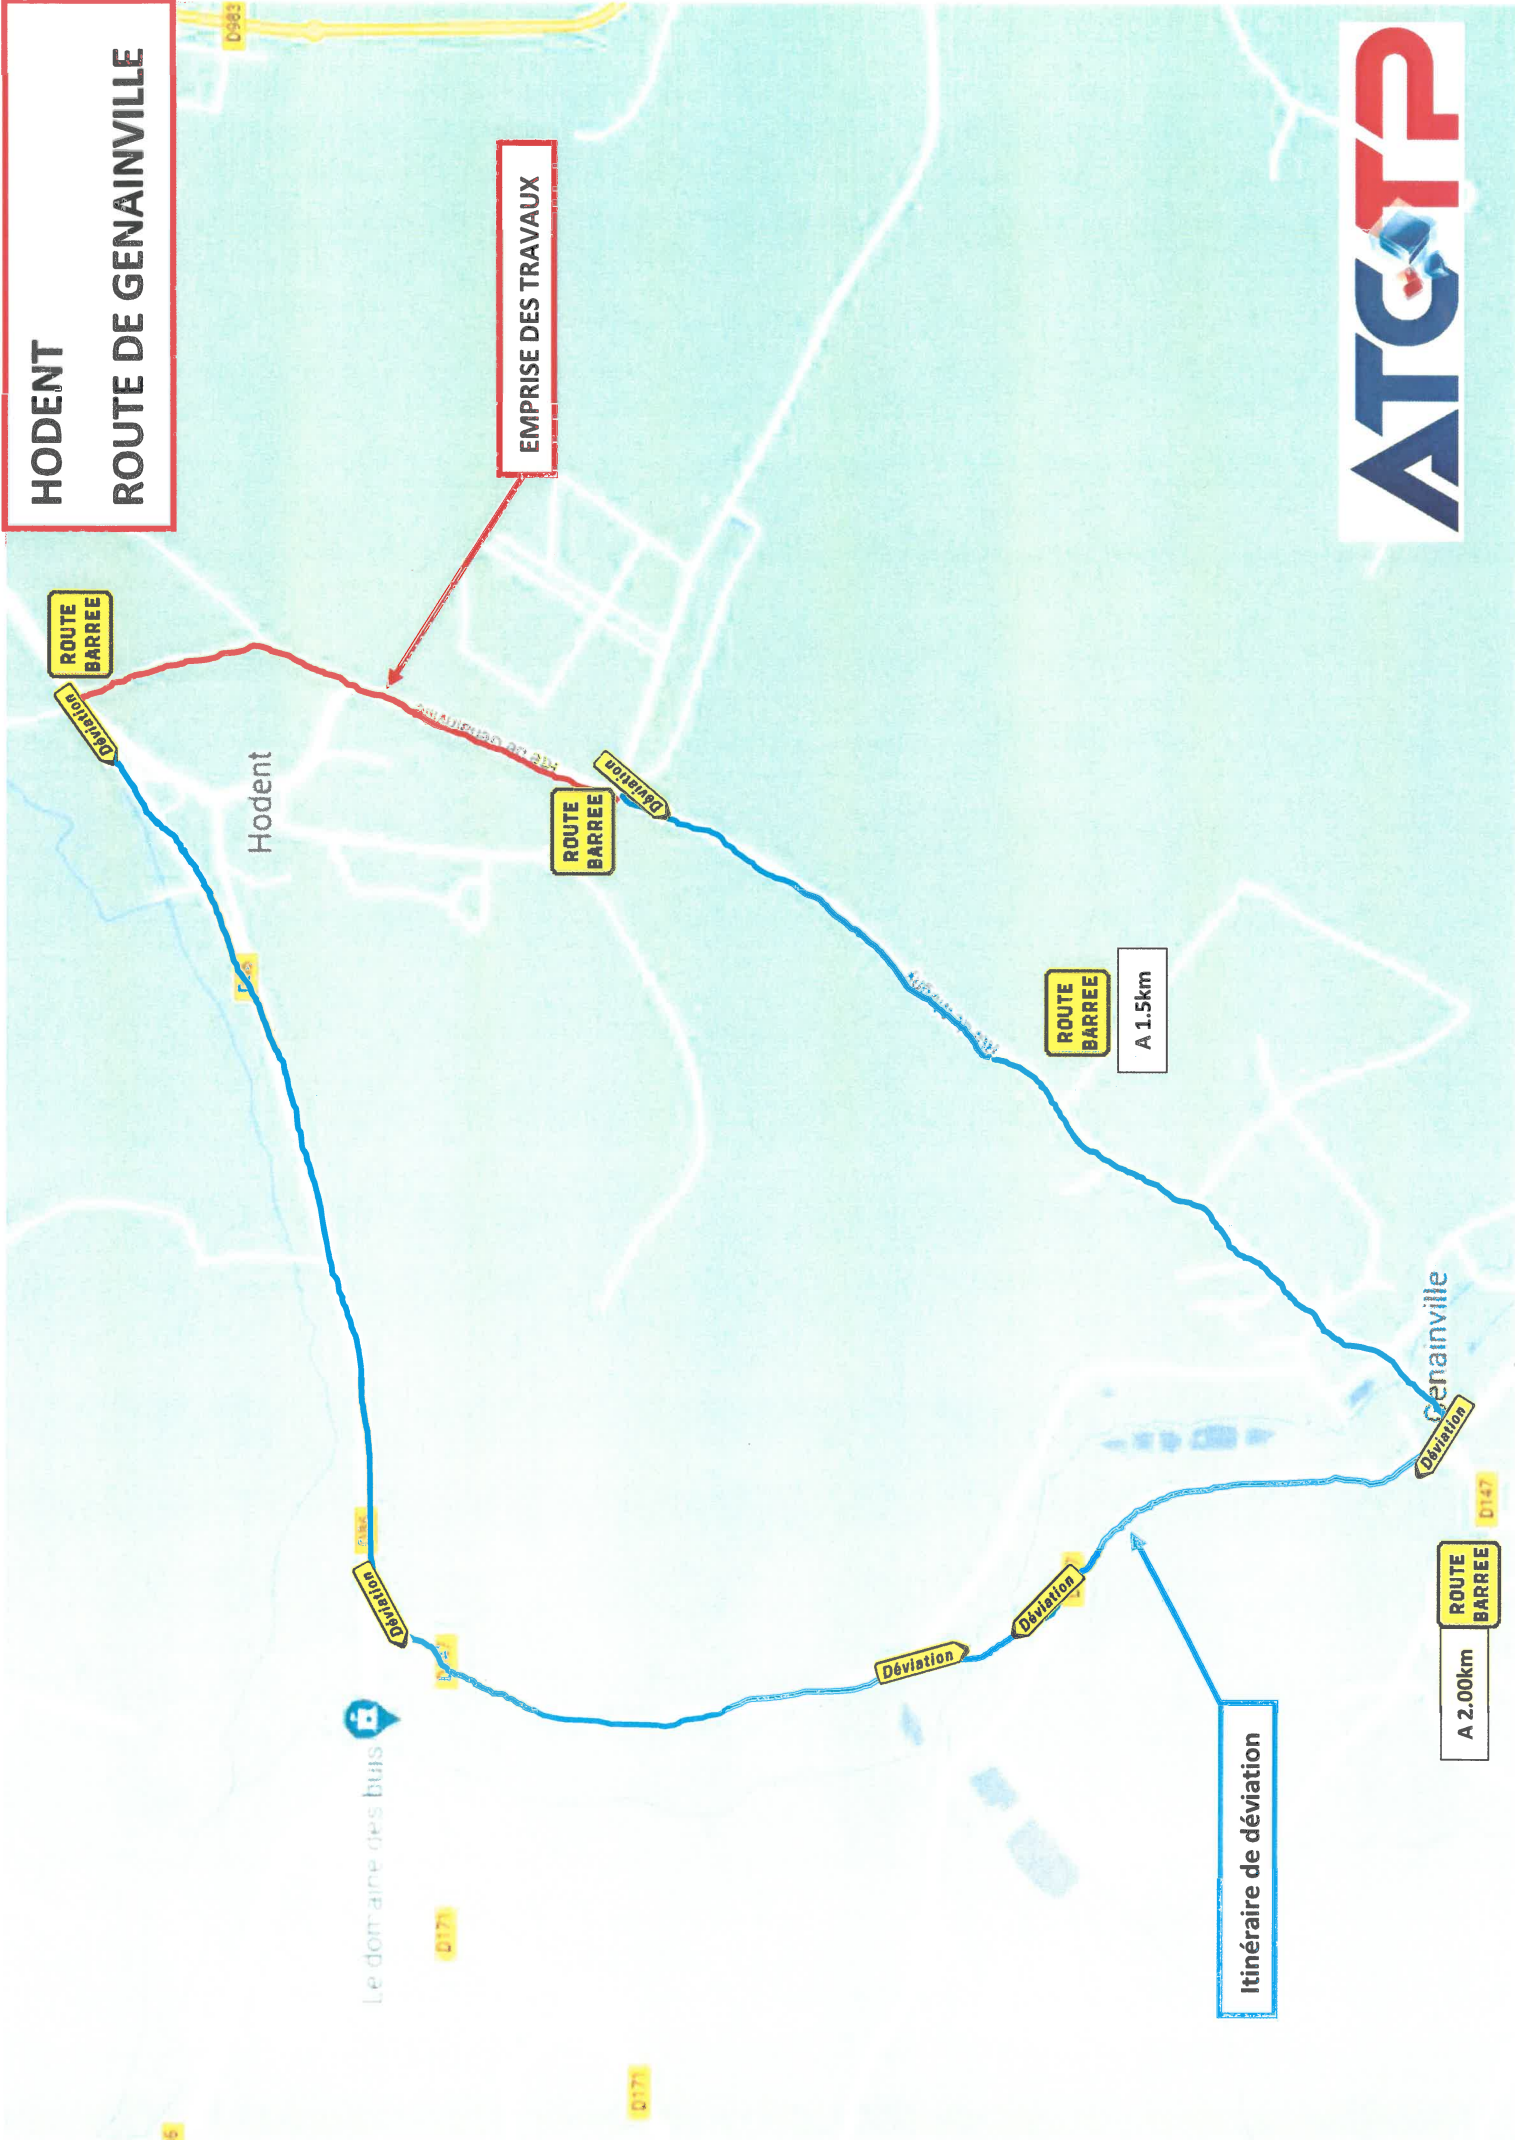 HODENT
ROUTE DE GENAINVILLE
D983
ROUTE
BARREE
Déviation
EMPRISE DES TRAVAUX
Hodent
ROUTE
BARREE
Déviation
ROUTE
BARREE
A 1.5km
Déviation
Le domaine des buis
D171
D171
Déviation
Déviation
Genainville
Déviation
D147
ROUTE
BARREE
A 2.00km
Itinéraire de déviation
ATCTP